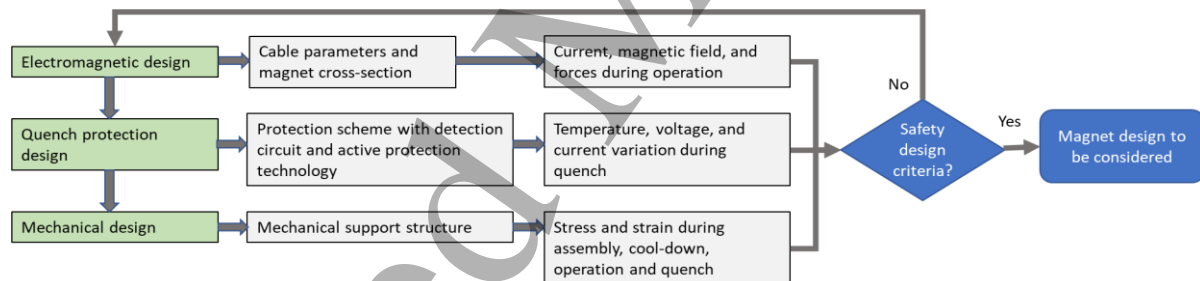 Electromagnetic design
Cable parameters and
magnet cross-section
Current, magnetic field, and
forces during operation
No
Quench protection
design
Protection scheme with detection
circuit and active protection
technology
Temperature, voltage, and
current variation during
quench
Safety
design
criteria?
Yes
Magnet design to
be considered
Mechanical design
Mechanical support structure
Stress and strain during
assembly, cool-down,
operation and quench